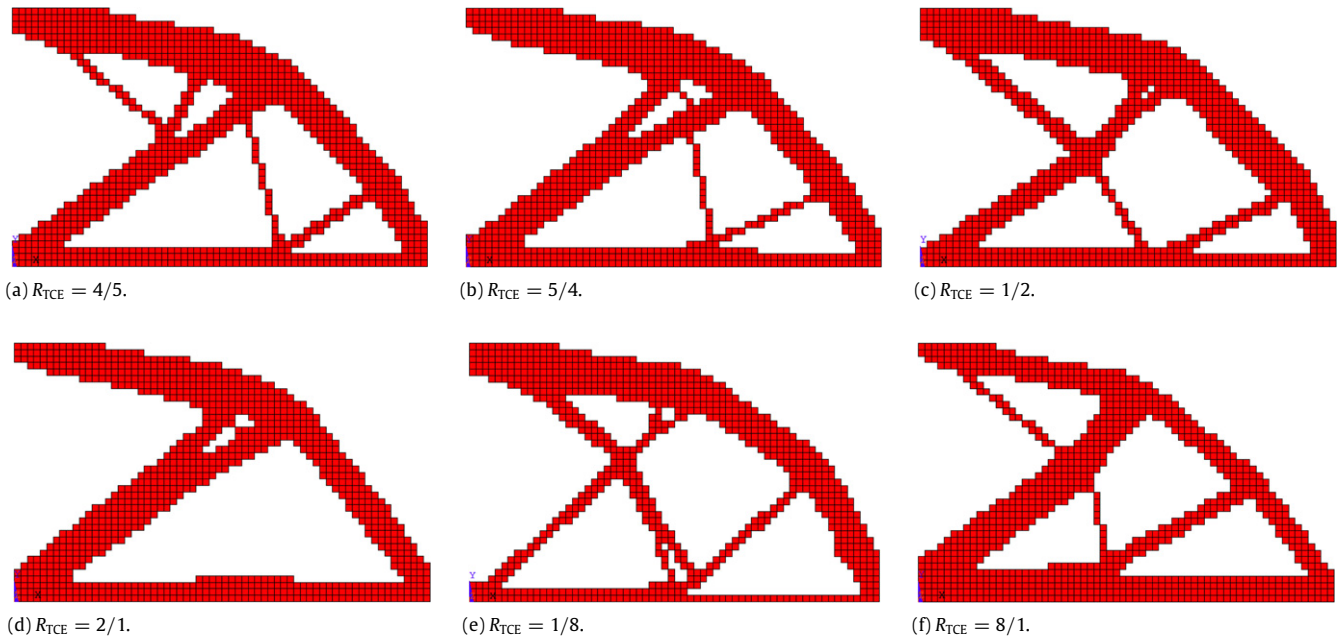 Y
X
X
Y
X
(a) R_TCE = 4/5.
(b) R_TCE = 5/4.
(c) R_TCE = 1/2.
X
Y
X
X
(d) R_TCE = 2/1.
(e) R_TCE = 1/8.
(f) R_TCE = 8/1.